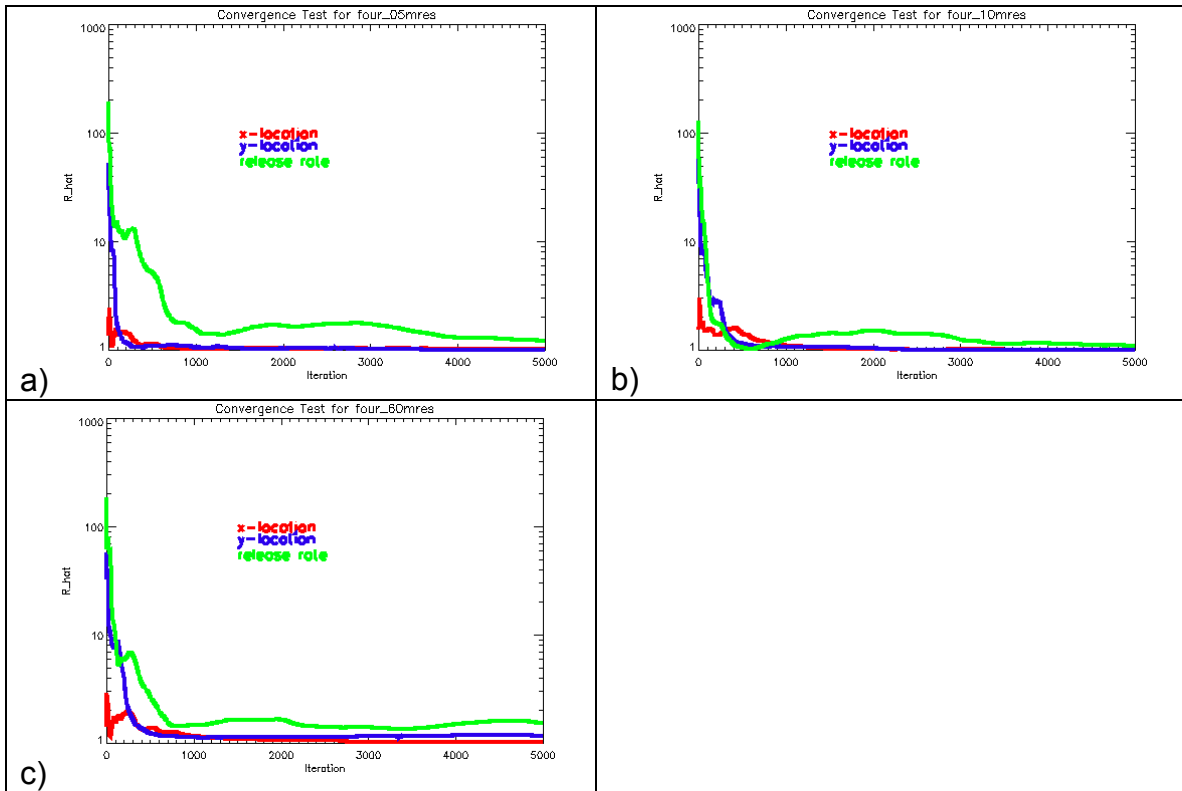 Convergence Test for four_05mres
1000
100
10
1
R_hat
x-location
y-location
release rate
0
1000
2000
3000
4000
5000
Iteration
a)
Convergence Test for four_10mres
1000
100
10
1
R_hat
x-location
y-location
release rate
0
1000
2000
3000
4000
5000
Iteration
b)
Convergence Test for four_60mres
1000
100
10
1
R_hat
x-location
y-location
release rate
0
1000
2000
3000
4000
5000
Iteration
c)